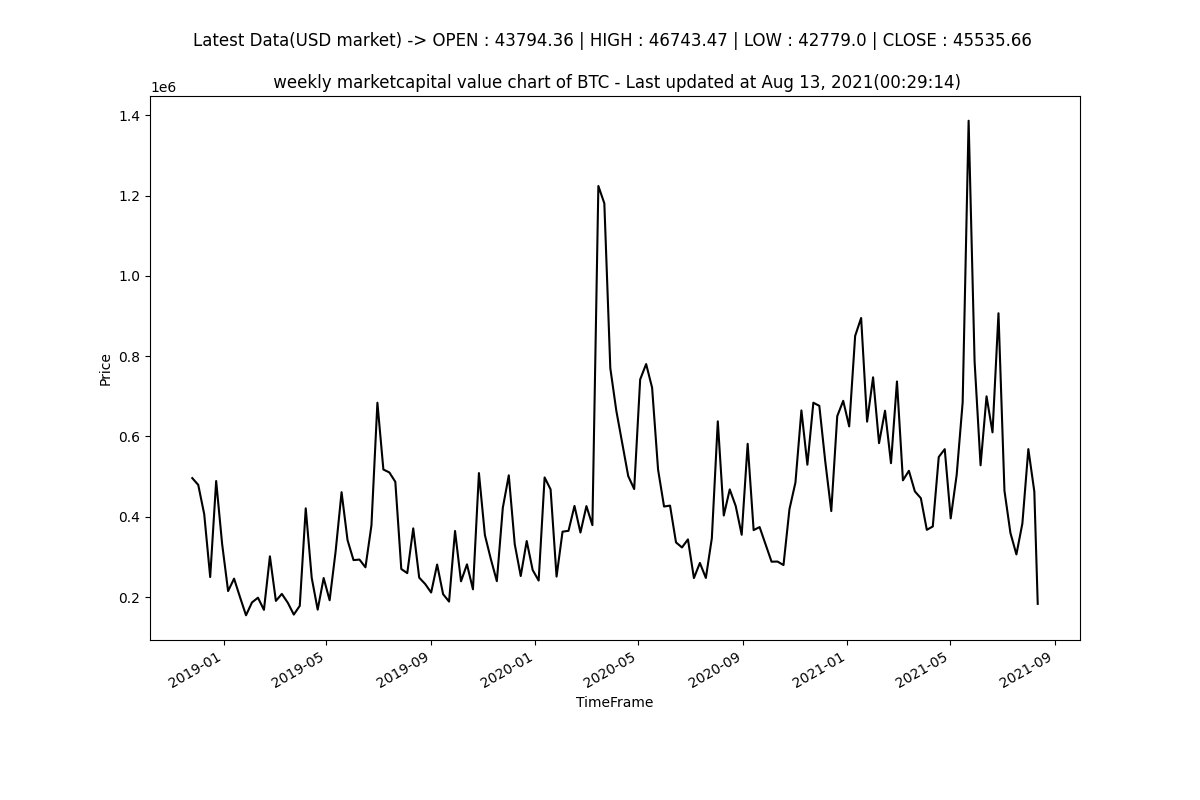 Latest Data(USD market) -> OPEN : 43794.36 | HIGH : 46743.47 | LOW : 42779.0 | CLOSE : 45535.66
weekly marketcapital value chart of BTC - Last updated at Aug 13, 2021(00:29:14)
1e6
1.4
1.2
1.0
0.8
0.6
0.4
0.2
Price
2019-01 2019-05 2019-09 2020-01 2020-05 2020-09 2021-01 2021-05 2021-09
TimeFrame